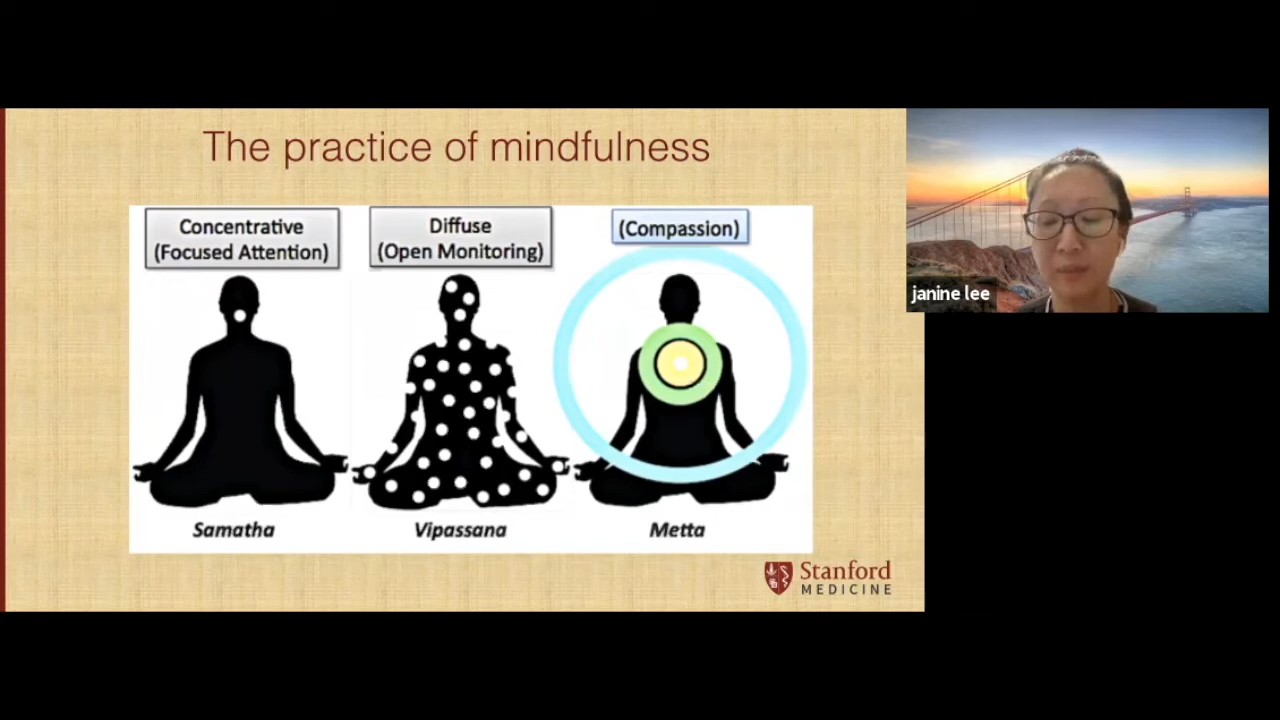 The practice of mindfulness
Concentrative
(Focused Attention)
Diffuse
(Open Monitoring)
(Compassion)
Samatha
Vipassana
Metta
Stanford
MEDICINE
janine lee